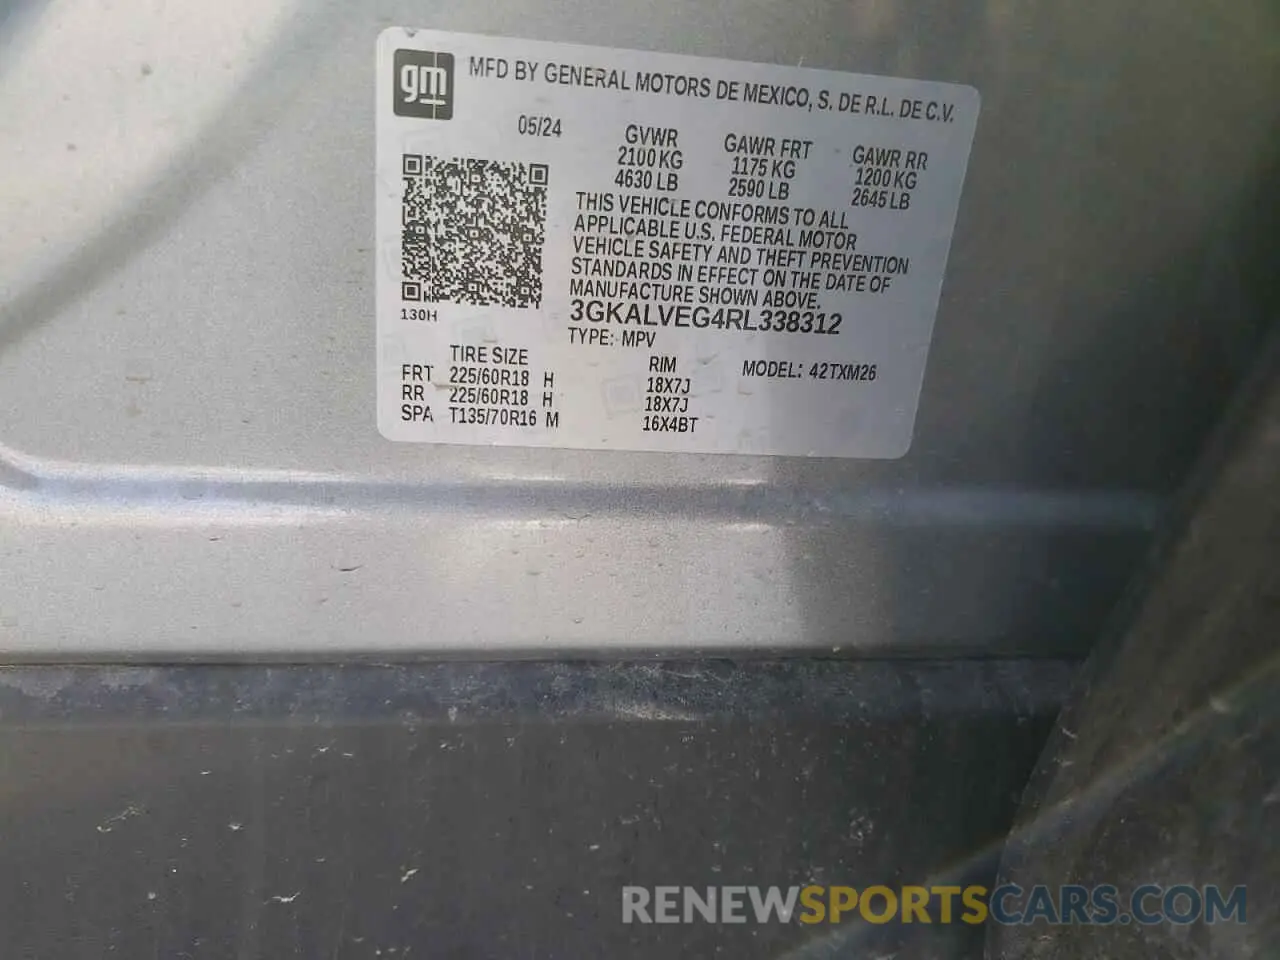 gm MFD BY GENERAL MOTORS DE MEXICO, S. DE R.L. DE C.V.
05/24 GVWR GAWR FRT GAWR RR
2100 KG 1175 KG 1200 KG
4630 LB 2590 LB 2645 LB
THIS VEHICLE CONFORMS TO ALL
APPLICABLE U.S. FEDERAL MOTOR
VEHICLE SAFETY AND THEFT PREVENTION
STANDARDS IN EFFECT ON THE DATE OF
MANUFACTURE SHOWN ABOVE.
3GKALVEG4RL338312
130H
TYPE: MPV
TIRE SIZE RIM MODEL: 42TXM26
FRT 225/60R18 H 18X7J
RR 225/60R18 H 18X7J
SPA T135/70R16 M 16X4BT
RENEWSPORTSCARS.COM